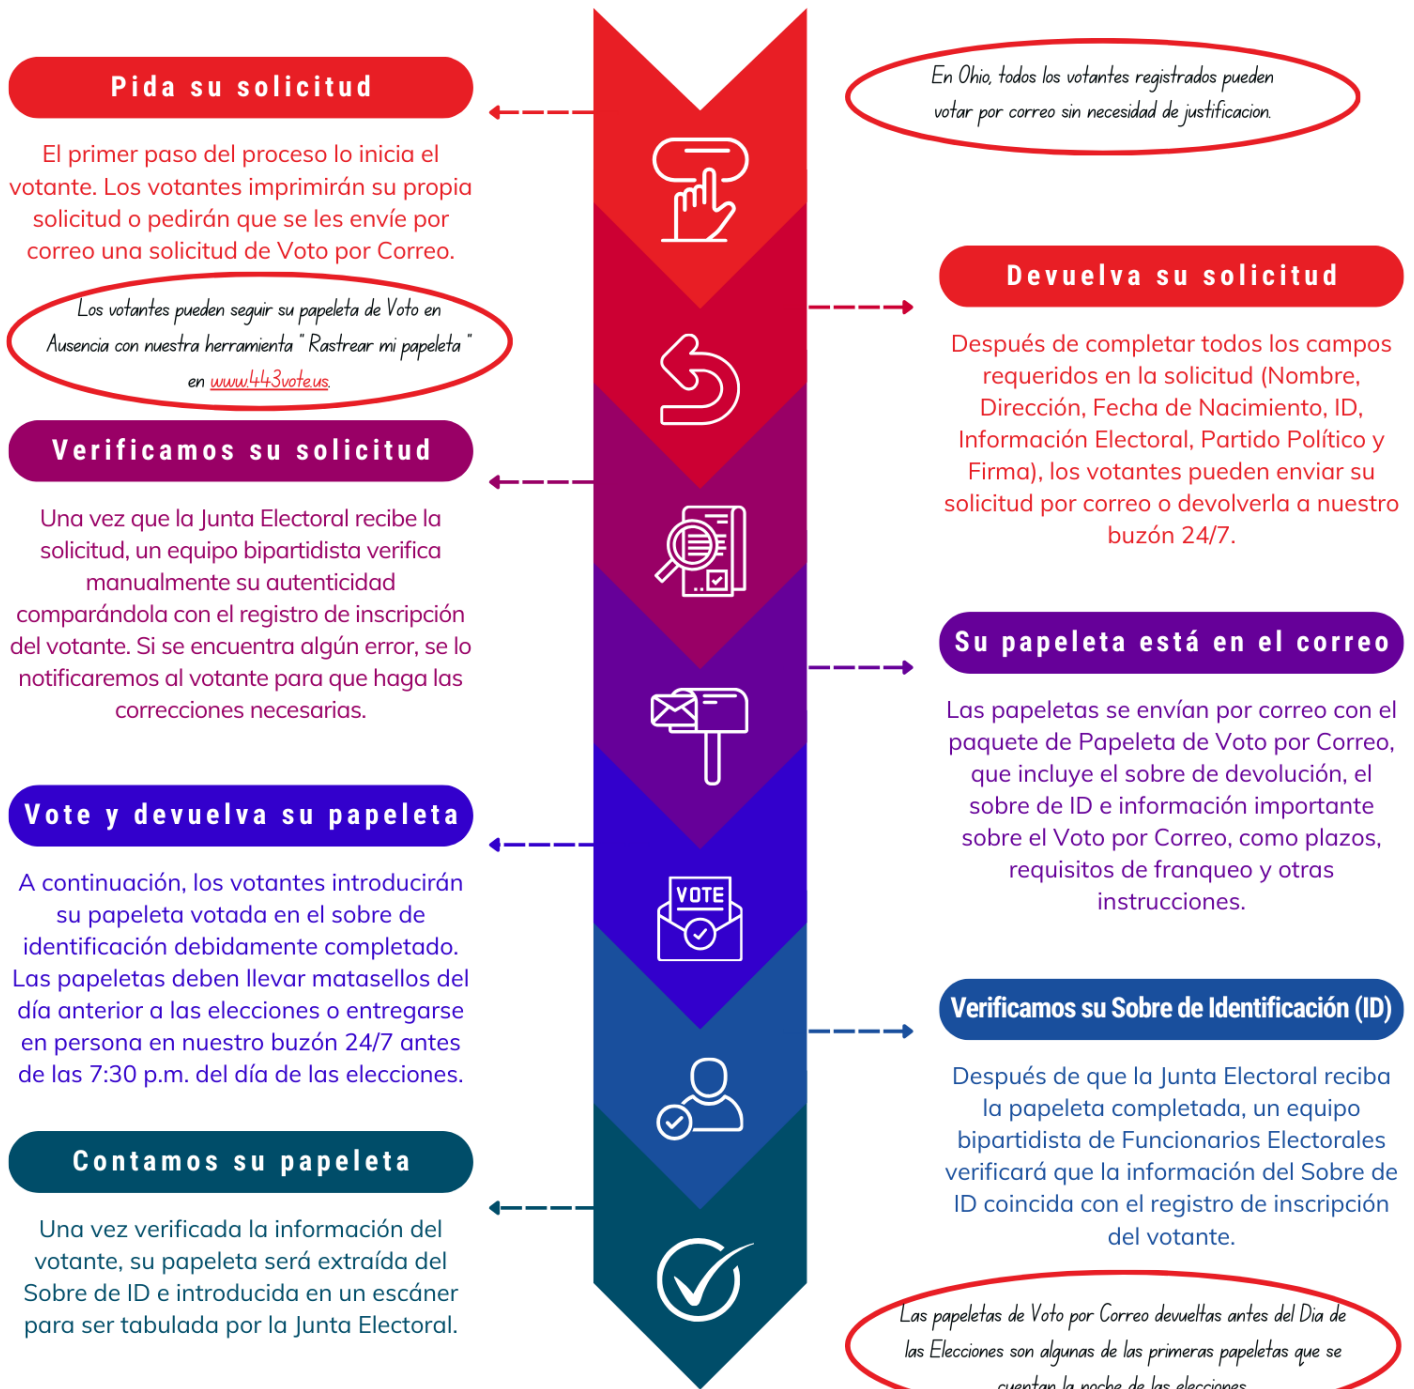 Pida su solicitud
El primer paso del proceso lo inicia el
votante. Los votantes imprimirán su propia
solicitud o pedirán que se les envíe por
correo una solicitud de Voto por Correo.
En Ohio, todos los votantes registrados pueden
votar por correo sin necesidad de justificacion.
Los votantes pueden seguir su papeleta de Voto en
Ausencia con nuestra herramienta " Rastrear mi papeleta "
en www.443vote.us.
Devuelva su solicitud
Después de completar todos los campos
requeridos en la solicitud (Nombre,
Dirección, Fecha de Nacimiento, ID,
Información Electoral, Partido Político y
Firma), los votantes pueden enviar su
solicitud por correo o devolverla a nuestro
buzón 24/7.
Verificamos su solicitud
Una vez que la Junta Electoral recibe la
solicitud, un equipo bipartidista verifica
manualmente su autenticidad
comparándola con el registro de inscripción
del votante. Si se encuentra algún error, se lo
notificaremos al votante para que haga las
correcciones necesarias.
Su papeleta está en el correo
Las papeletas se envían por correo con el
paquete de Papeleta de Voto por Correo,
que incluye el sobre de devolución, el
sobre de ID e información importante
sobre el Voto por Correo, como plazos,
requisitos de franqueo y otras
instrucciones.
Vote y devuelva su papeleta
A continuación, los votantes introducirán
su papeleta votada en el sobre de
identificación debidamente completado.
Las papeletas deben llevar matasellos del
día anterior a las elecciones o entregarse
en persona en nuestro buzón 24/7 antes
de las 7:30 p.m. del día de las elecciones.
VOTE
Verificamos su Sobre de Identificación (ID)
Después de que la Junta Electoral reciba
la papeleta completada, un equipo
bipartidista de Funcionarios Electorales
verificará que la información del Sobre de
ID coincida con el registro de inscripción
del votante.
Contamos su papeleta
Una vez verificada la información del
votante, su papeleta será extraída del
Sobre de ID e introducida en un escáner
para ser tabulada por la Junta Electoral.
Las papeletas de Voto por Correo devueltas antes del Dia de
las Elecciones son algunas de las primeras papeletas que se
cuentan la noche de las elecciones